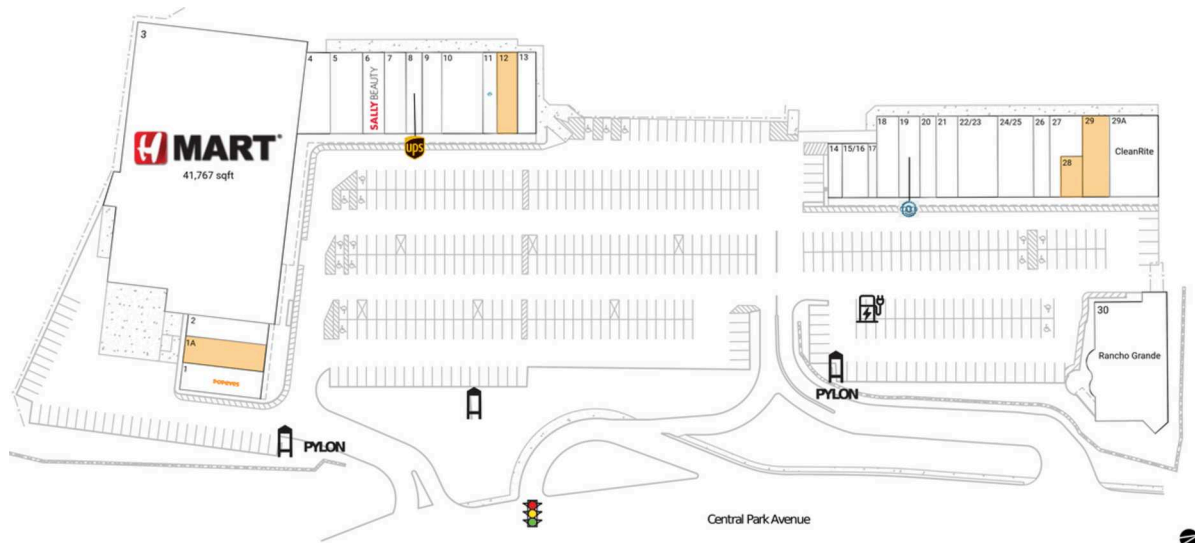 3
H MART
41,767 sqft
4
5
6
7
8
9
10
11
12
13
SALLY BEAUTY
ups
14
15/16
17
18
19
20
21
22/23
24/25
26
27
28
29
29A
CleanRite
2
1A
1
POPEYES
30
Rancho Grande
PYLON
PYLON
Central Park Avenue